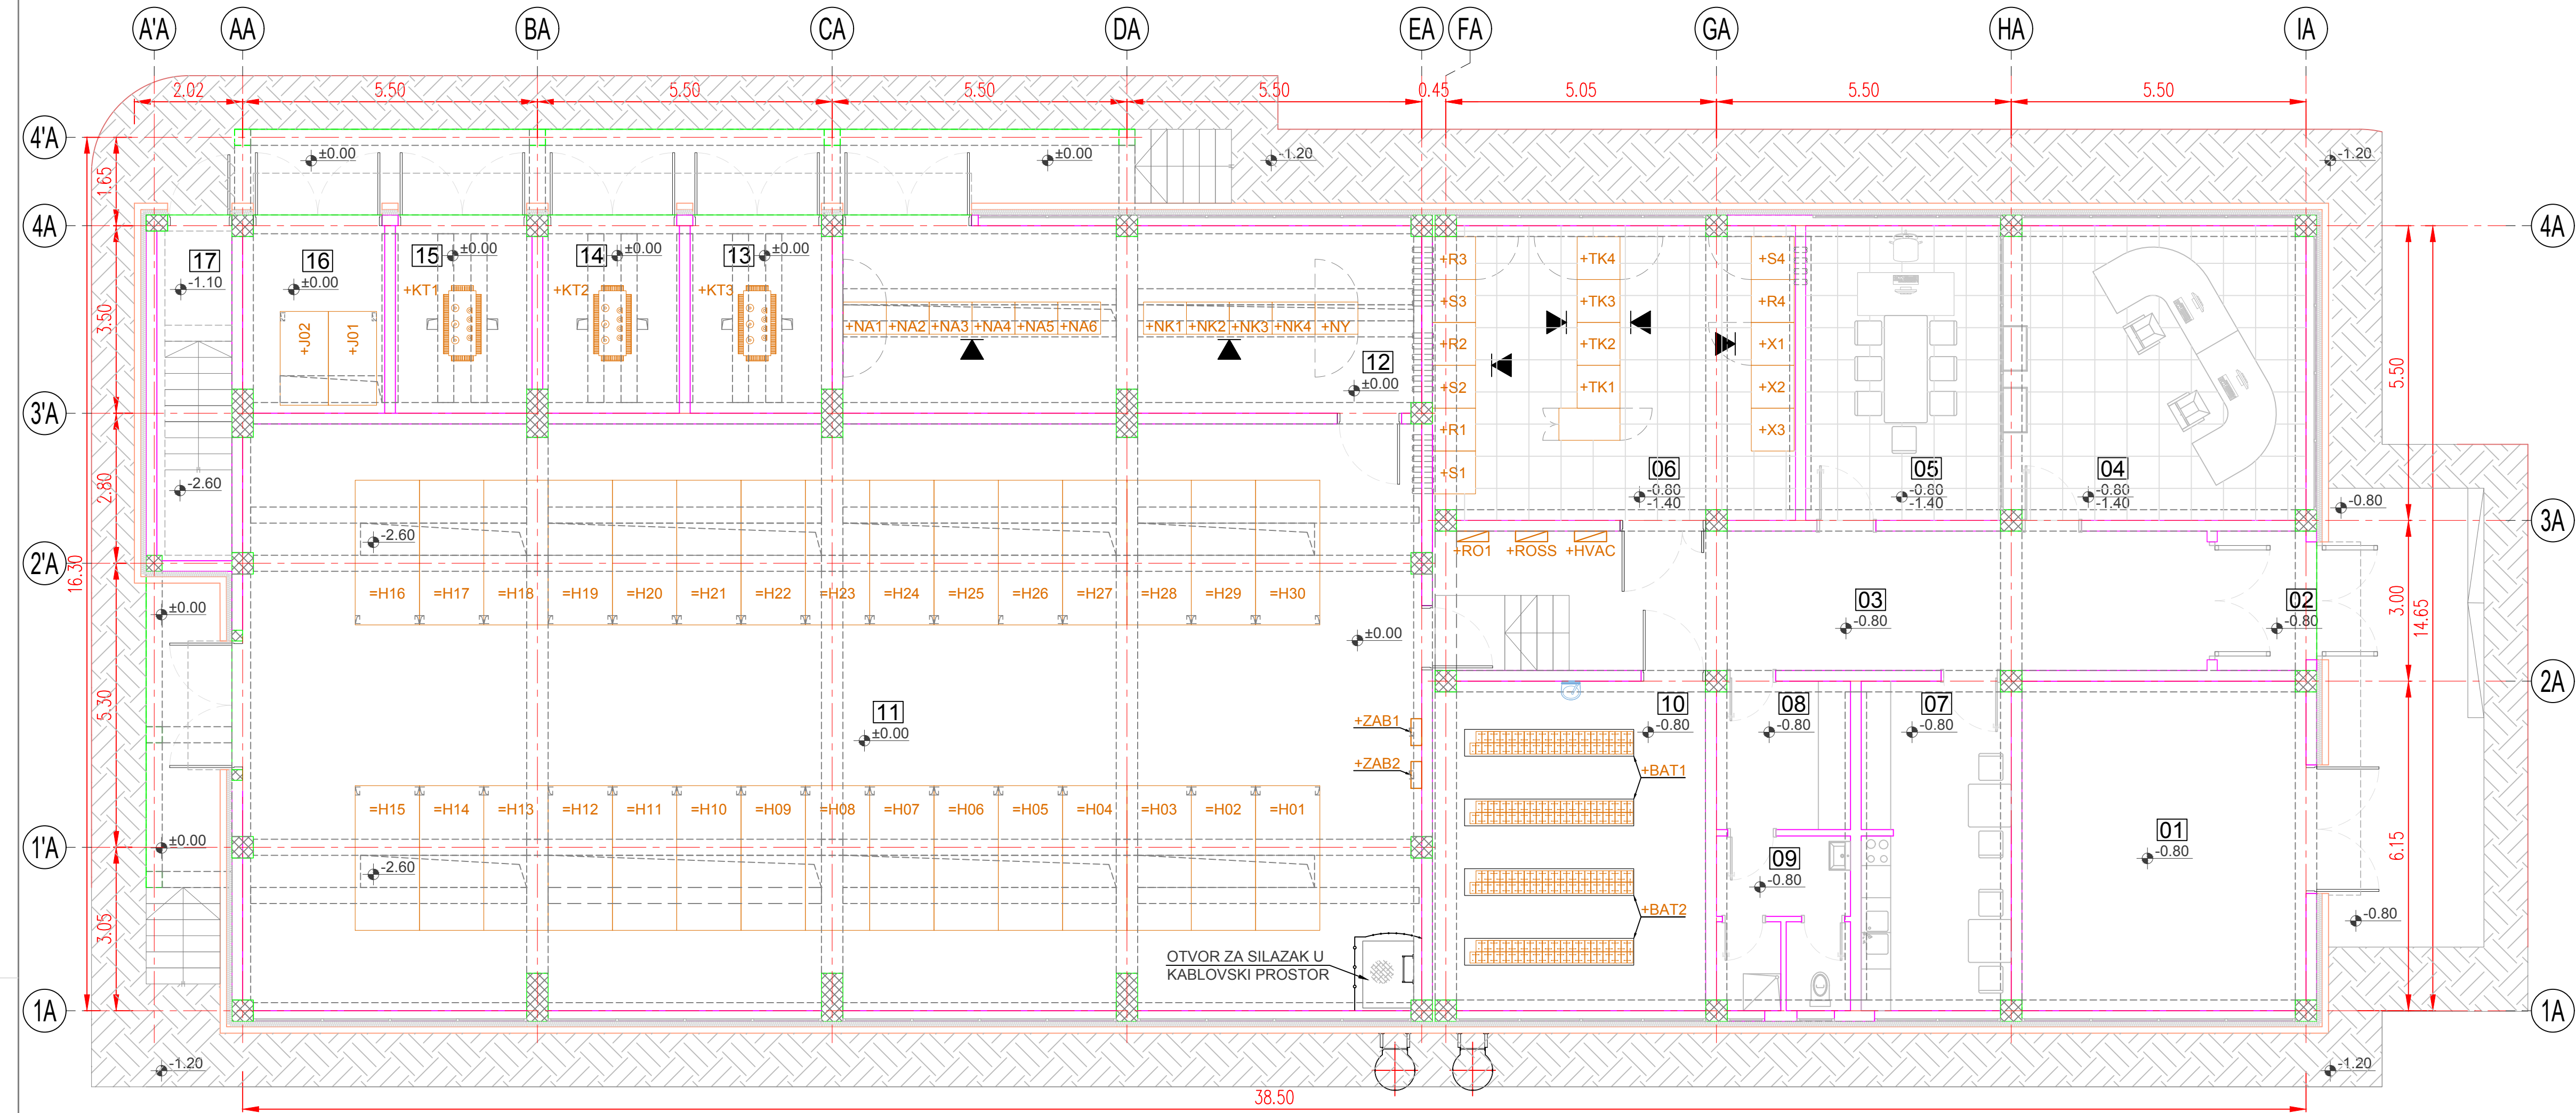 A'A AA BA CA DA EA FA GA HA IA
2.02 5.50 5.50 5.50 5.50 0.45 5.05 5.50 5.50
4'A
±0.00 ±0.00 -1.20 -1.20
1.65
4A 4A
17 16 15 ±0.00 14 ±0.00 13 ±0.00
-1.10 ±0.00
+KT1 +KT2 +KT3
+J02 +J01
+NA1 +NA2 +NA3 +NA4 +NA5 +NA6 +NK1 +NK2 +NK3 +NK4 +NY
12
±0.00
+R3 +TK4 +S4
+S3 +TK3 +R4
+R2 +TK2 +X1
+S2 +TK1 +X2
+R1 +X3
+S1
3.50 5.50
3'A
06 05 04
-0.80 -0.80 -0.80
-1.40 -1.40 -1.40
-2.60 -0.80
2.80
3A
-2.60
+RO1 +ROSS +HVAC
2'A
16.30
=H16 =H17 =H18 =H19 =H20 =H21 =H22 =H23 =H24 =H25 =H26 =H27 =H28 =H29 =H30
±0.00 ±0.00
03 02
-0.80 -0.80
3.00 14.65
2A
5.30
11
±0.00
+ZAB1
+ZAB2
10 08 07
-0.80 -0.80 -0.80
+BAT1
=H15 =H14 =H13 =H12 =H11 =H10 =H09 =H08 =H07 =H06 =H05 =H04 =H03 =H02 =H01
01
-0.80
6.15
1'A
±0.00
-2.60
09
-0.80
+BAT2
-0.80
3.05
OTVOR ZA SILAZAK U
KABLOVSKI PROSTOR
1A 1A
-1.20 -1.20
38.50